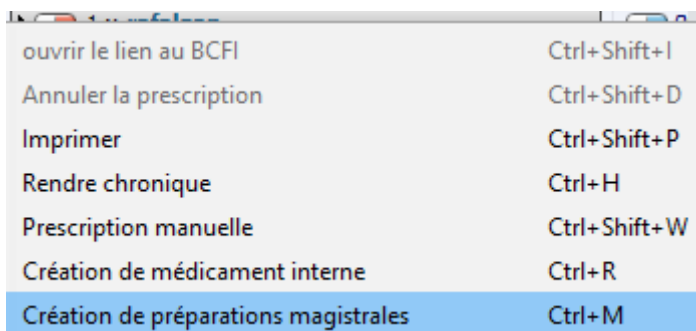 ouvrir le lien au BCFI Ctrl+Shift+I
Annuler la prescription Ctrl+Shift+D
Imprimer Ctrl+Shift+P
Rendre chronique Ctrl+H
Prescription manuelle Ctrl+Shift+W
Création de médicament interne Ctrl+R
Création de préparations magistrales Ctrl+M